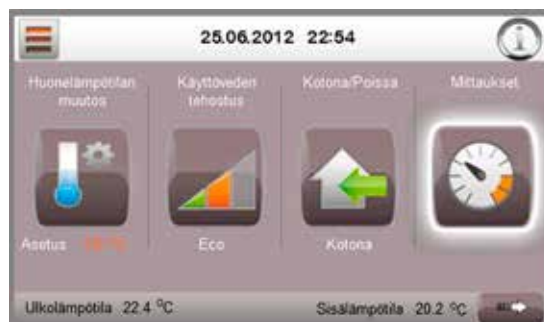 25.06.2012 22:54
Huonelämpötilan muutos
Käyttöveden tehostus
Kotona/Poissa
Mittaukset
Asetus
Eco
Kotona
Ulkolämpötila 22.4 °C
Sisälämpötila 20.2 °C